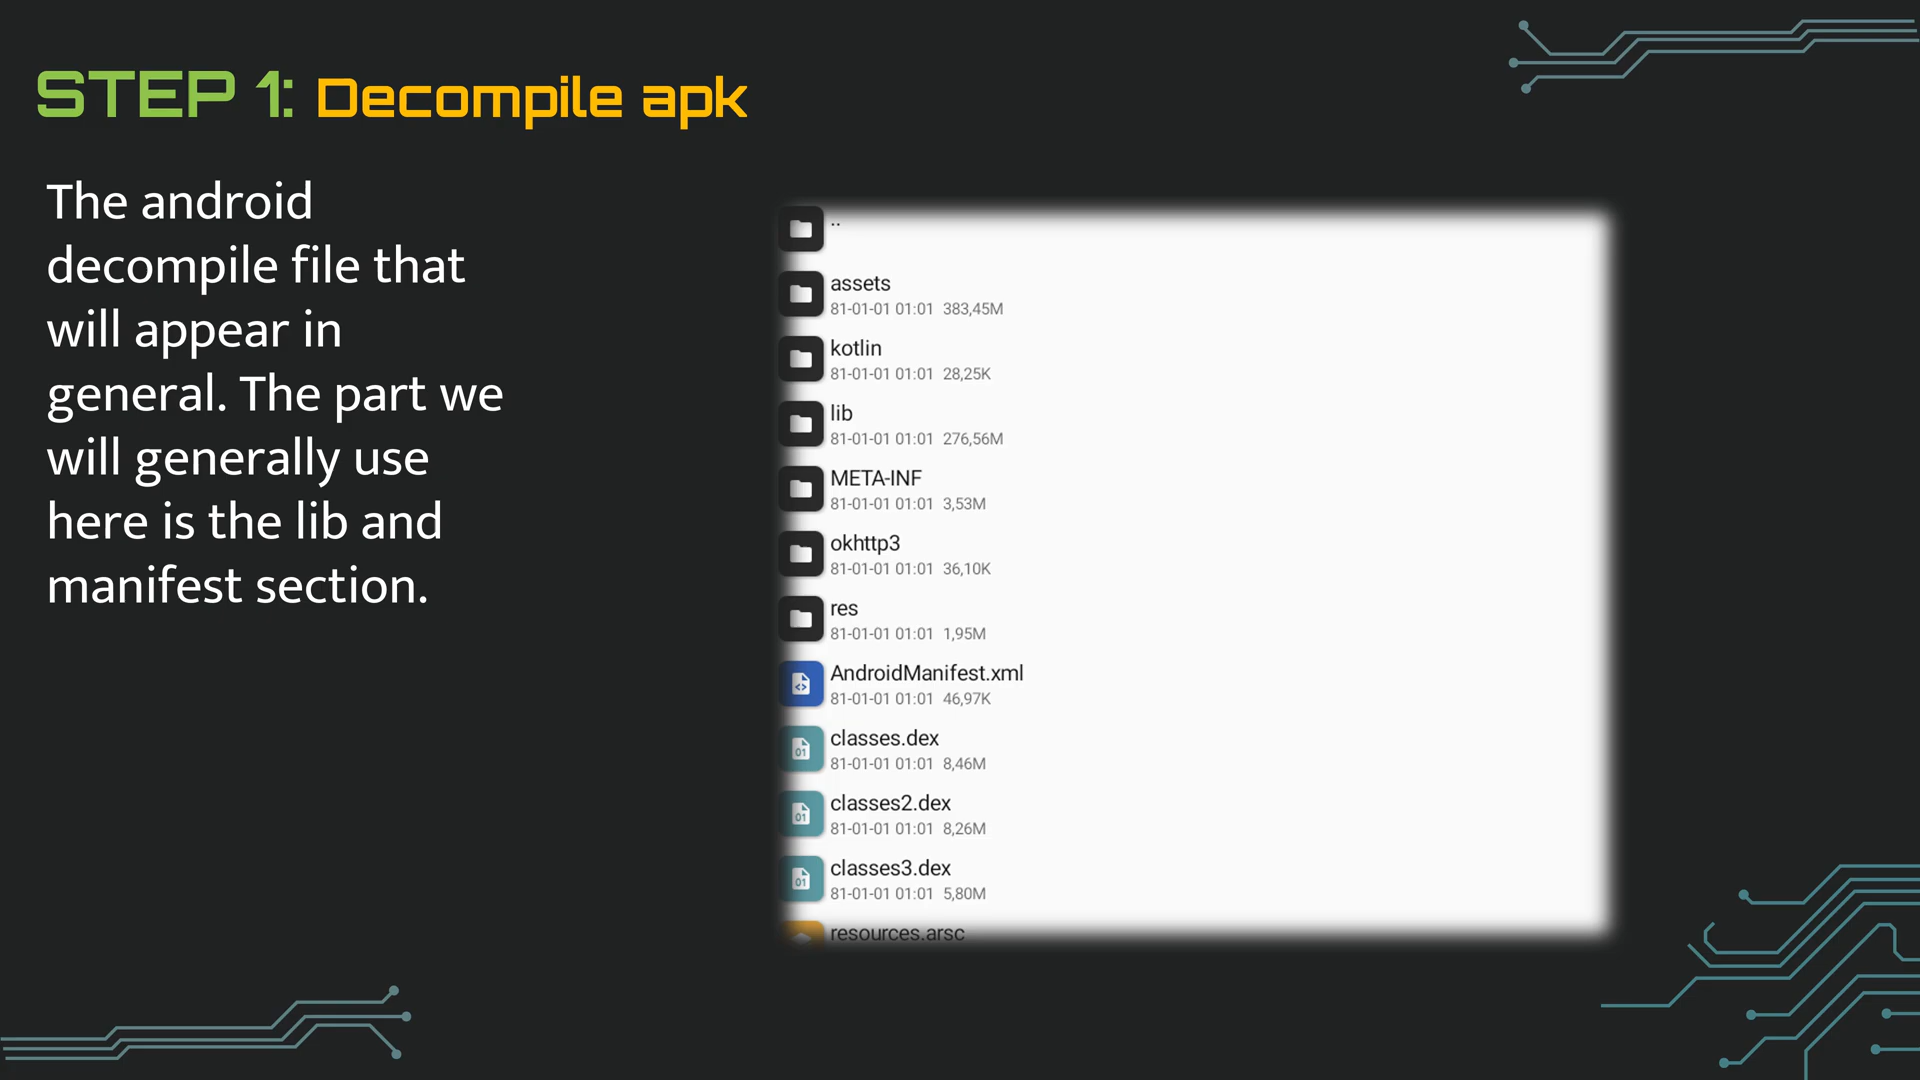 STEP 1: Decompile apk
The android
decompile file that
will appear in
general. The part we
will generally use
here is the lib and
manifest section.
..
assets
81-01-01 01:01 383,45M
kotlin
81-01-01 01:01 28,25K
lib
81-01-01 01:01 276,56M
META-INF
81-01-01 01:01 3,53M
okhttp3
81-01-01 01:01 36,10K
res
81-01-01 01:01 1,95M
AndroidManifest.xml
81-01-01 01:01 46,97K
classes.dex
81-01-01 01:01 8,46M
classes2.dex
81-01-01 01:01 8,26M
classes3.dex
81-01-01 01:01 5,80M
resources.arsc